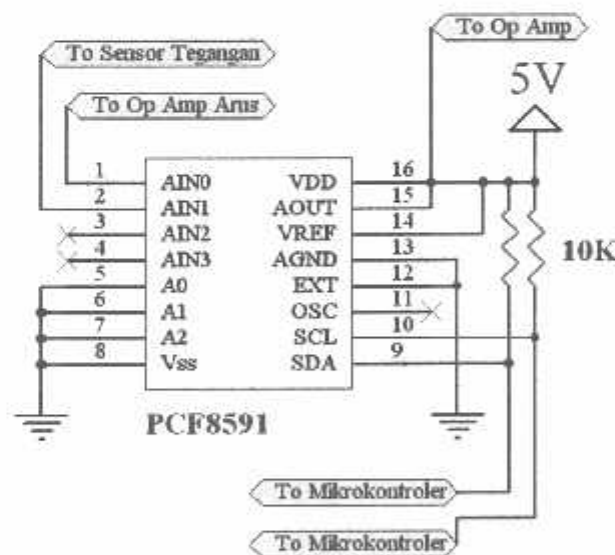 To Op Amp
To Sensor Tegangan
5V
To Op Amp Arus
1 AIN0 VDD 16
2 AIN1 AOUT 15
3 AIN2 VREF 14
4 AIN3 AGND 13
5 A0 EXT 12
6 A1 OSC 11
7 A2 SCL 10
8 Vss SDA 9
10K
PCF8591
To Mikrokontroler
To Mikrokontroler